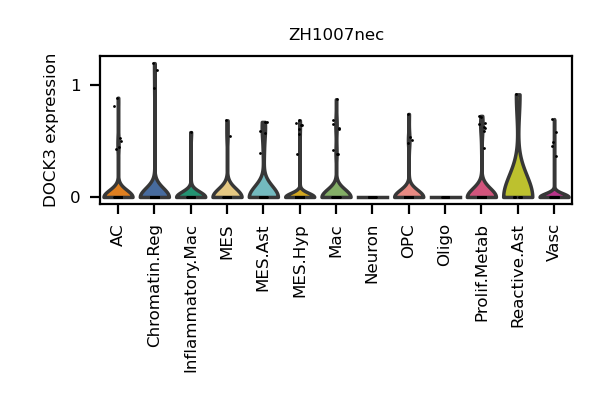 ZH1007nec
DOCK3 expression
1
0
AC
Chromatin.Reg
Inflammatory.Mac
MES
MES.Ast
MES.Hyp
Mac
Neuron
OPC
Oligo
Prolif.Metab
Reactive.Ast
Vasc